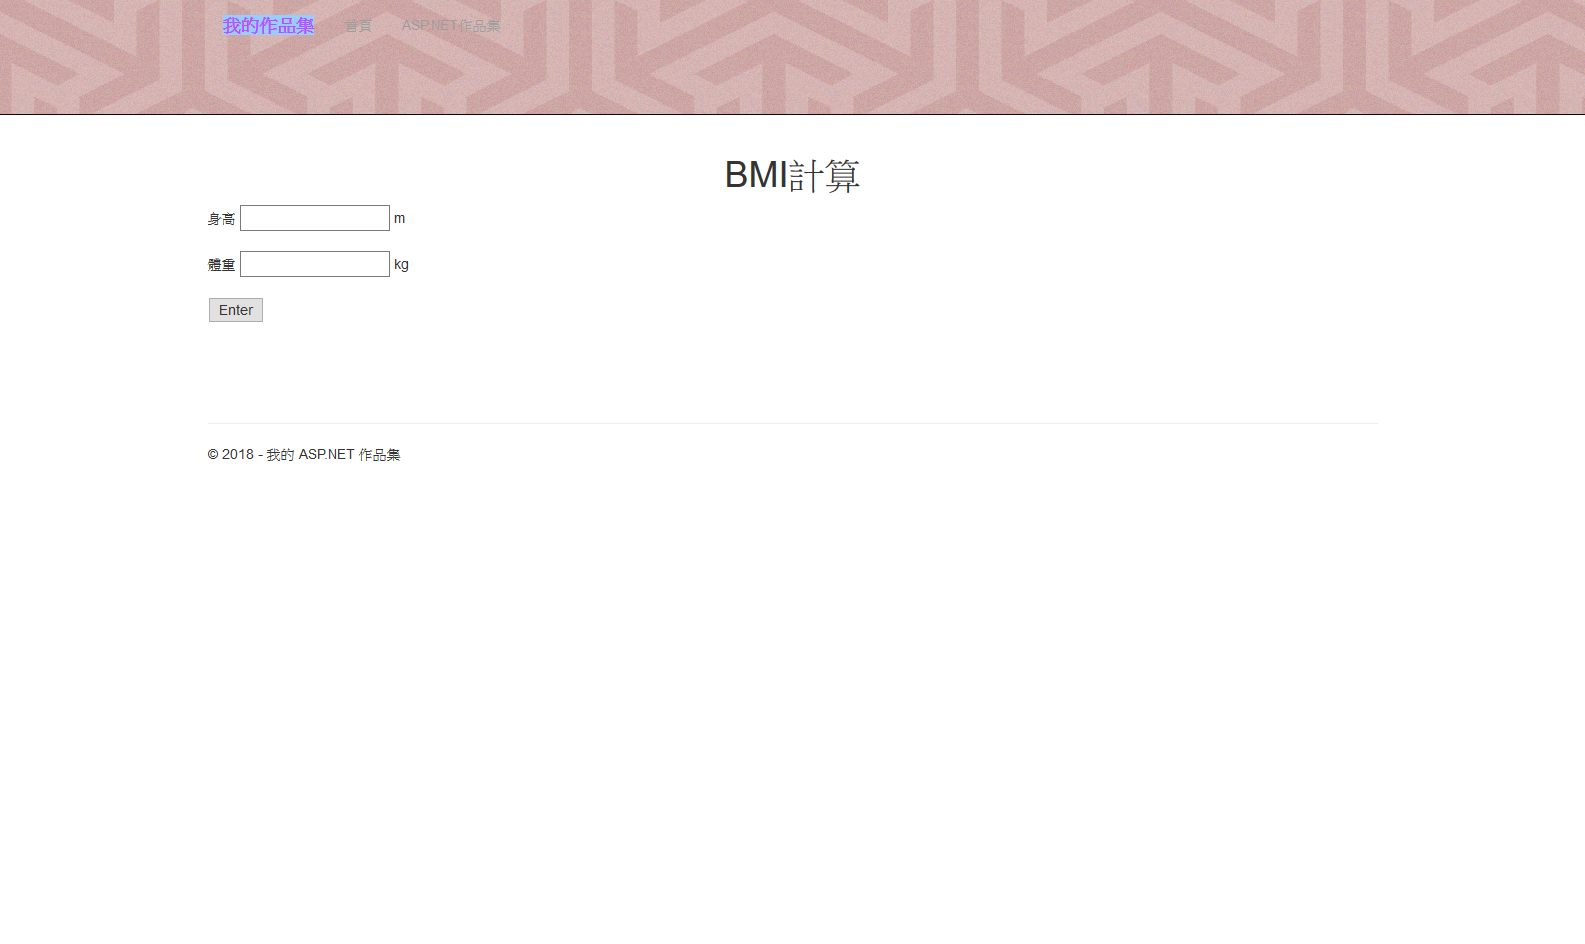 我的作品集 首頁 ASP.NET作品集
BMI計算
身高 m
體重 kg
Enter
© 2018 - 我的 ASP.NET 作品集